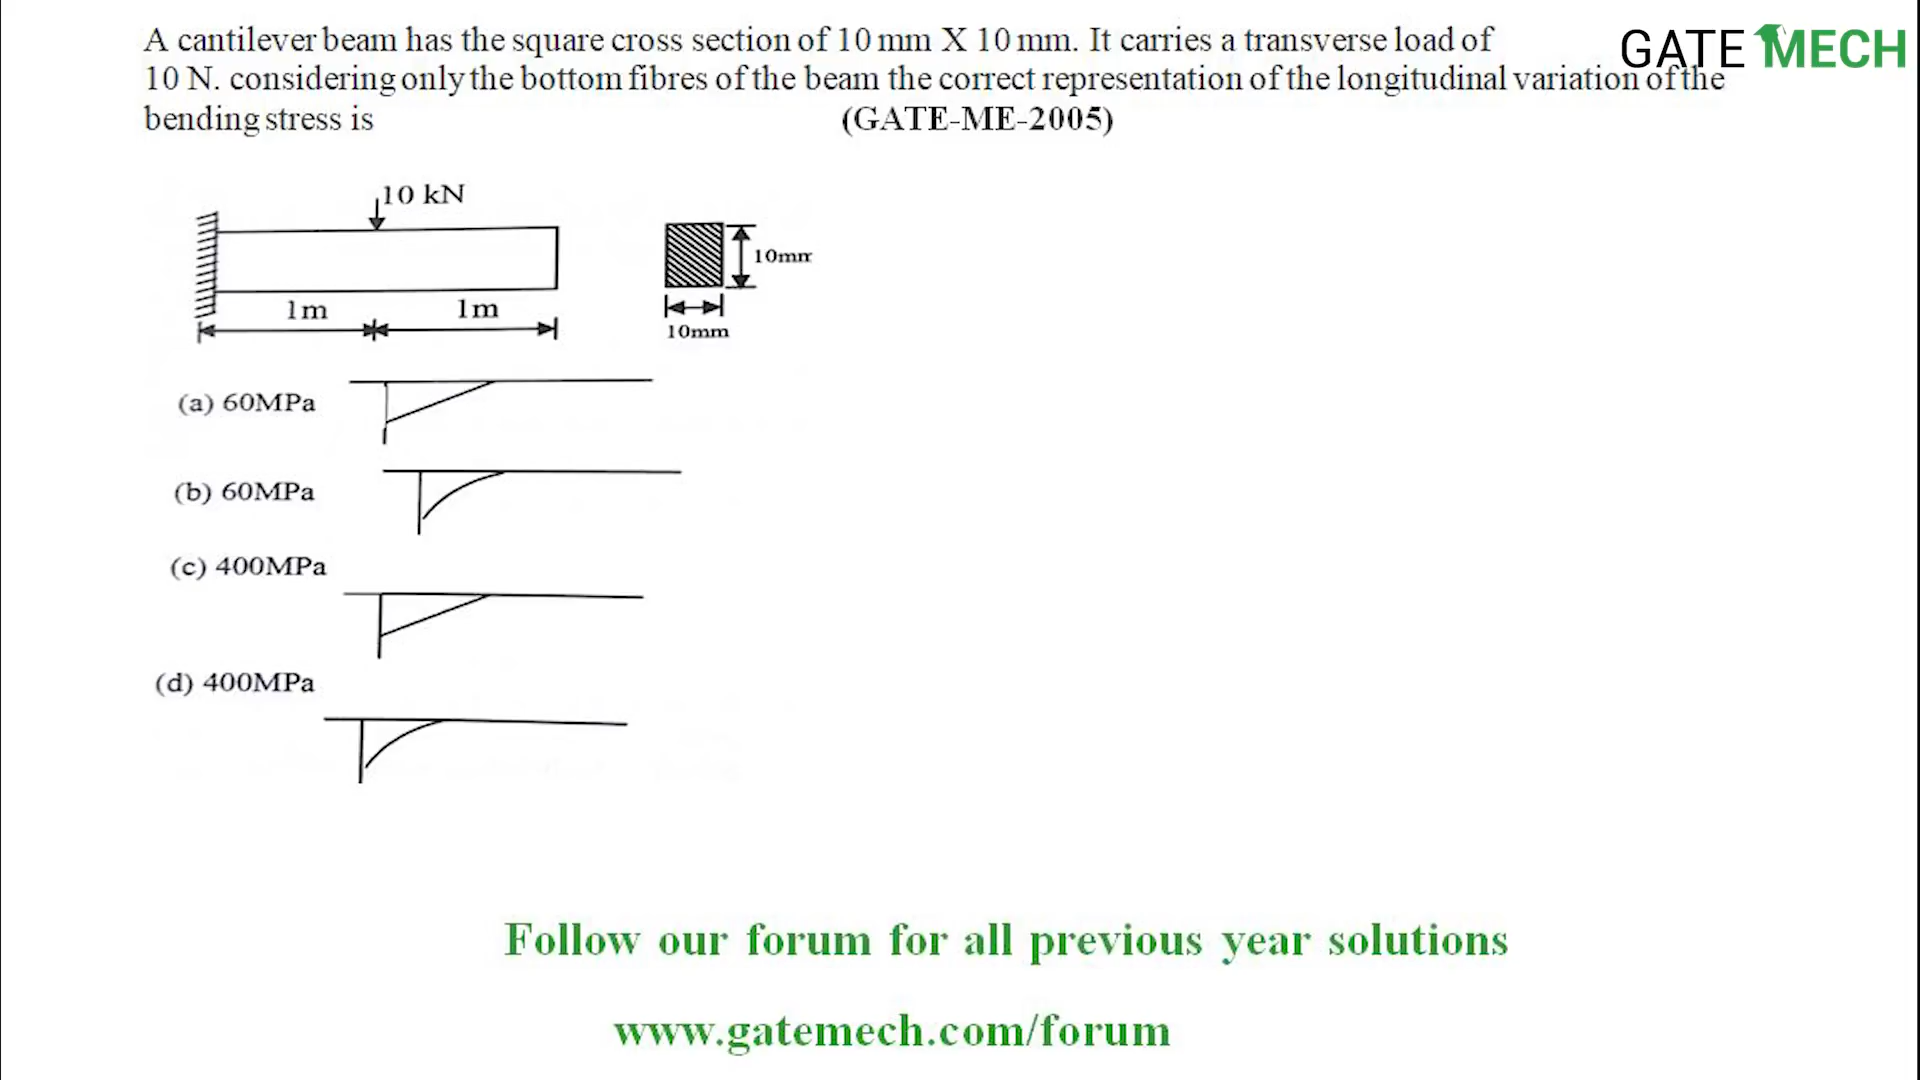 A cantilever beam has the square cross section of 10 mm X 10 mm. It carries a transverse load of
GATE MECH
10 N. considering only the bottom fibres of the beam the correct representation of the longitudinal variation of the
bending stress is (GATE-ME-2005)
10 kN
10mm
1m 1m
10mm
(a) 60MPa
(b) 60MPa
(c) 400MPa
(d) 400MPa
Follow our forum for all previous year solutions
www.gatemech.com/forum